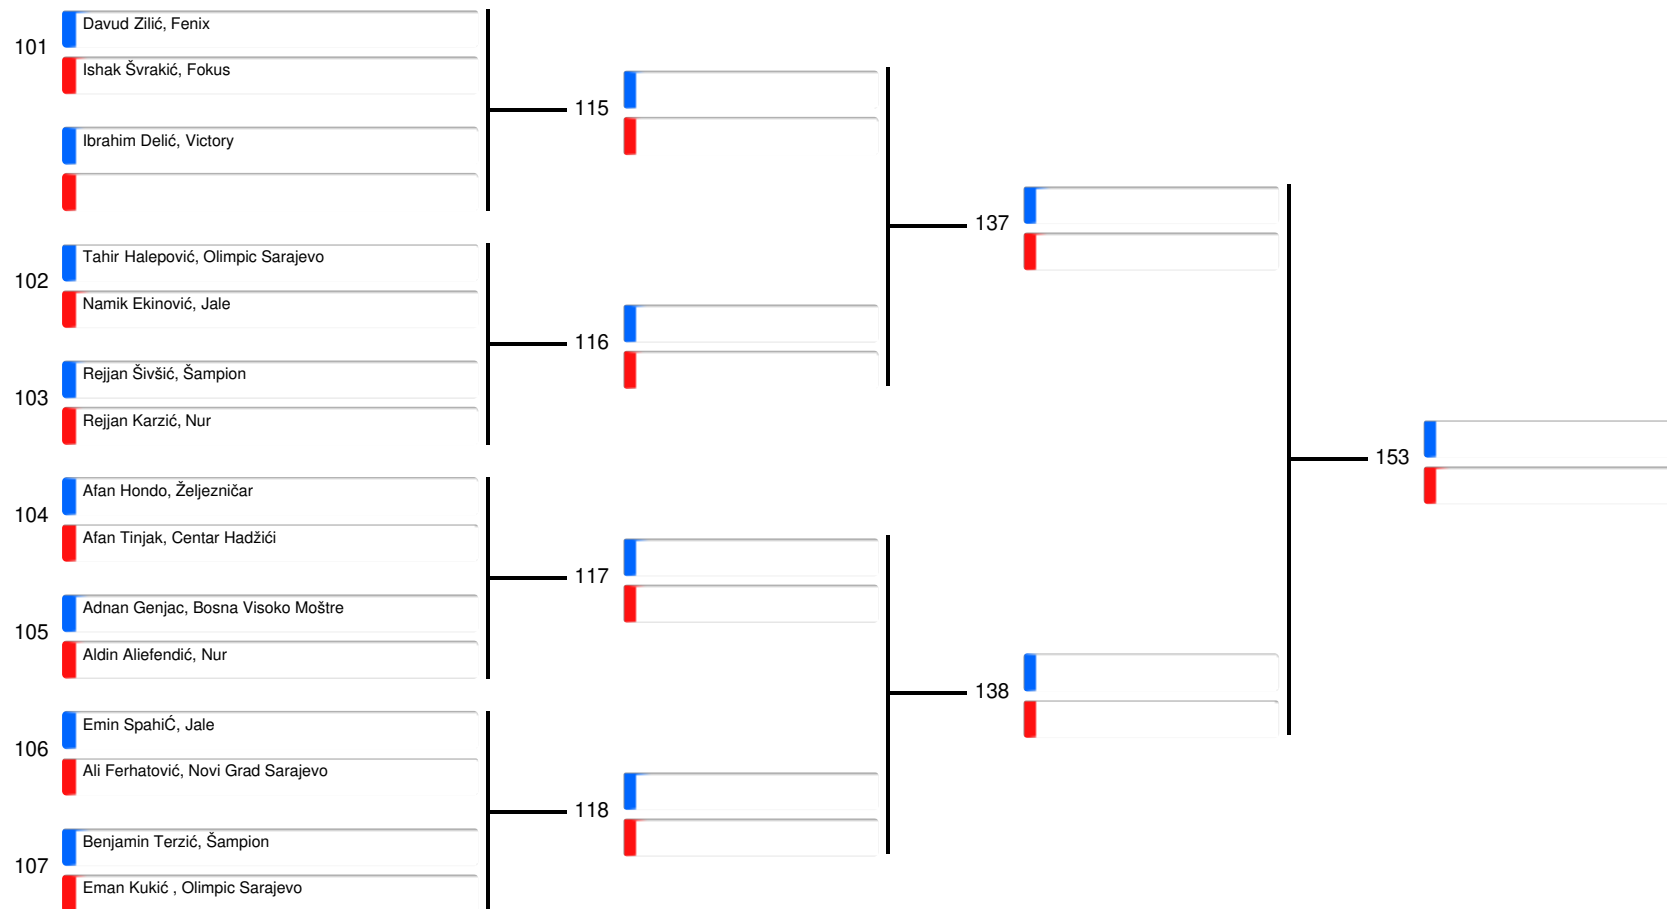 101
Davud Zilić, Fenix
Ishak Švrakić, Fokus
Ibrahim Delić, Victory
102
Tahir Halepović, Olimpic Sarajevo
Namik Ekinović, Jale
103
Rejjan Šivšić, Šampion
Rejjan Karzić, Nur
104
Afan Hondo, Željezničar
Afan Tinjak, Centar Hadžići
105
Adnan Genjac, Bosna Visoko Moštre
Aldin Aliefendić, Nur
106
Emin SpahiĆ, Jale
Ali Ferhatović, Novi Grad Sarajevo
107
Benjamin Terzić, Šampion
Eman Kukić , Olimpic Sarajevo
115
116
117
118
137
138
153